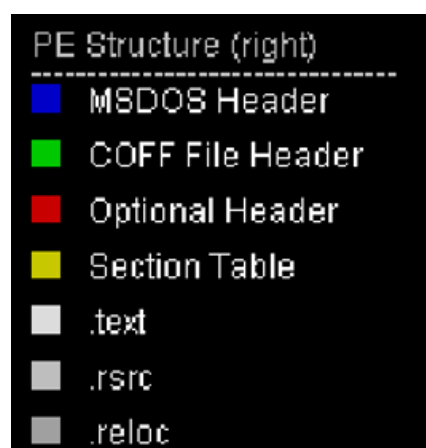 PE Structure (right)
MSDOS Header
COFF File Header
Optional Header
Section Table
.text
.rsrc
.reloc